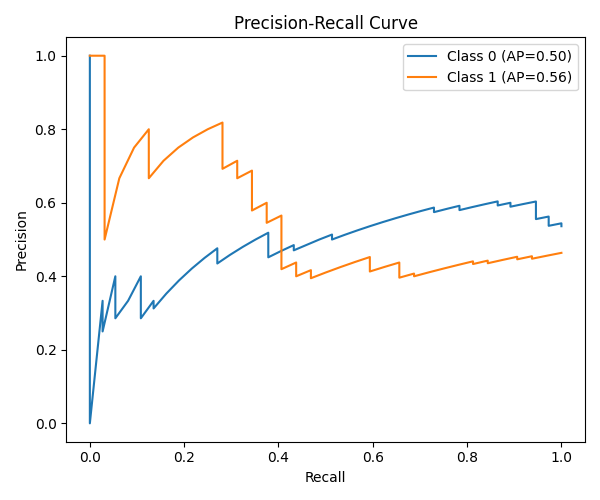 Precision-Recall Curve
Class 0 (AP=0.50)
Class 1 (AP=0.56)
1.0
0.8
0.6
0.4
0.2
0.0
Precision
0.0 0.2 0.4 0.6 0.8 1.0
Recall